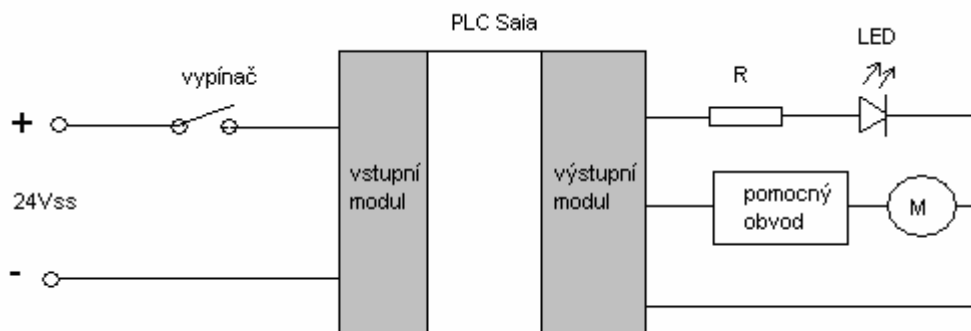 PLC Saia
LED
vypínač
R
+
24Vss
-
vstupní
modul
výstupní
modul
pomocný
obvod
M